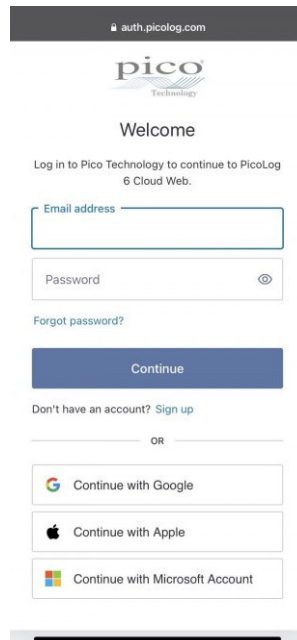 auth.picolog.com
pico
Technology
Welcome
Log in to Pico Technology to continue to PicoLog
6 Cloud Web.
Email address
Password
Forgot password?
Continue
Don't have an account? Sign up
OR
Continue with Google
Continue with Apple
Continue with Microsoft Account